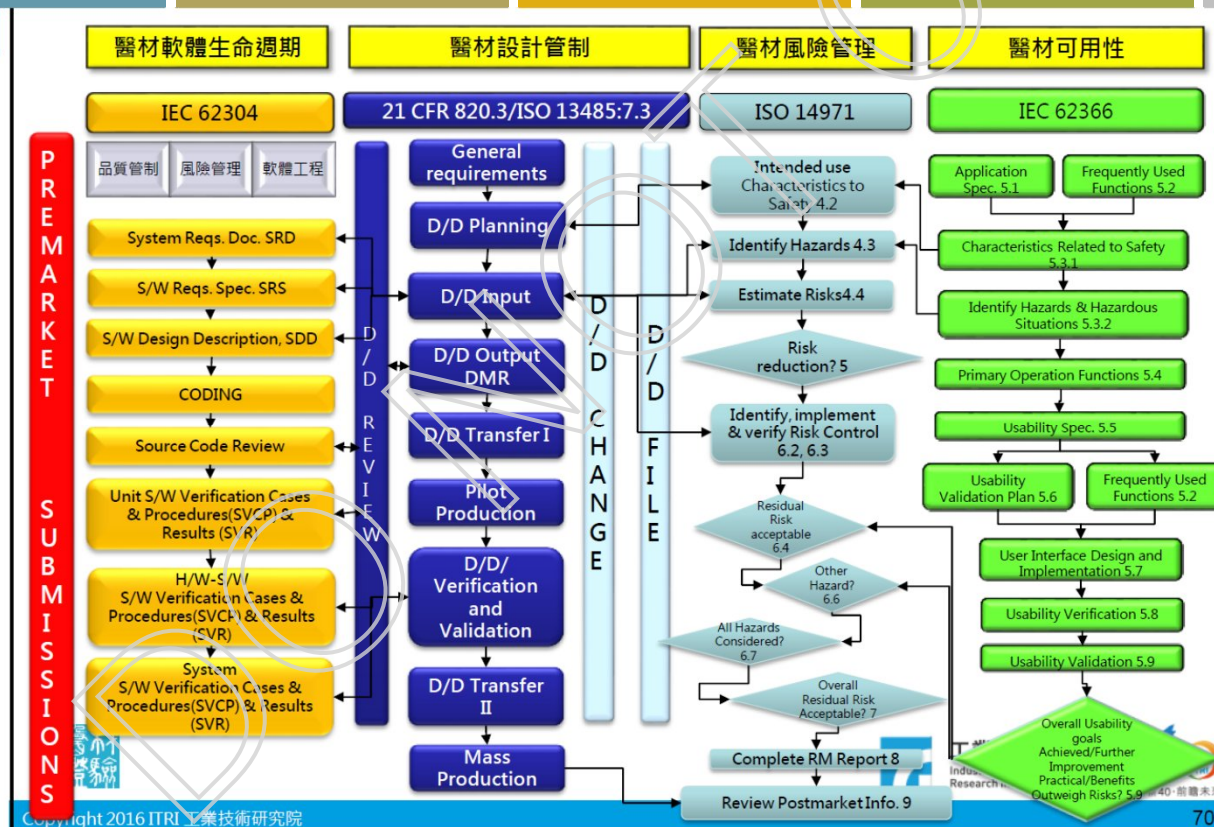 醫材軟體生命週期
醫材設計管制
醫材風險管理
醫材可用性
IEC 62304
21 CFR 820.3/ISO 13485:7.3
ISO 14971
IEC 62366
PREMARKET SUBMISSIONS
品質管制
風險管理
軟體工程
System Reqs. Doc. SRD
S/W Reqs. Spec. SRS
S/W Design Description, SDD
CODING
Source Code Review
Unit S/W Verification Cases
& Procedures(SVCP) &
Results (SVR)
H/W-S/W
S/W Verification Cases &
Procedures(SVCP) & Results
(SVR)
System
S/W Verification Cases &
Procedures(SVCP) & Results
(SVR)
D/D REVIEW
General
requirements
D/D Planning
D/D Input
D/D Output
DMR
D/D Transfer I
Pilot
Production
D/D/
Verification
and
Validation
D/D Transfer
II
Mass
Production
D/D CHANGE
D/D FILE
Intended use
Characteristics to
Safety 4.2
Identify Hazards 4.3
Estimate Risks4.4
Risk
reduction? 5
Identify, implement
& verify Risk Control
6.2, 6.3
Residual
Risk
acceptable
6.4
Other
Hazard?
6.6
All Hazards
Considered?
6.7
Overall
Residual Risk
Acceptable? 7
Complete RM Report 8
Review Postmarket Info. 9
Application
Spec. 5.1
Frequently Used
Functions 5.2
Characteristics Related to Safety
5.3.1
Identify Hazards & Hazardous
Situations 5.3.2
Primary Operation Functions 5.4
Usability Spec. 5.5
Usability
Validation Plan 5.6
Frequently Used
Functions 5.2
User Interface Design and
Implementation 5.7
Usability Verification 5.8
Usability Validation 5.9
Overall Usability
goals
Achieved/Further
Improvement
Practical/Benefits
Outweigh Risks? 5.9
Research
40·前瞻未
Copyright 2016 ITRI 工業技術研究院
70